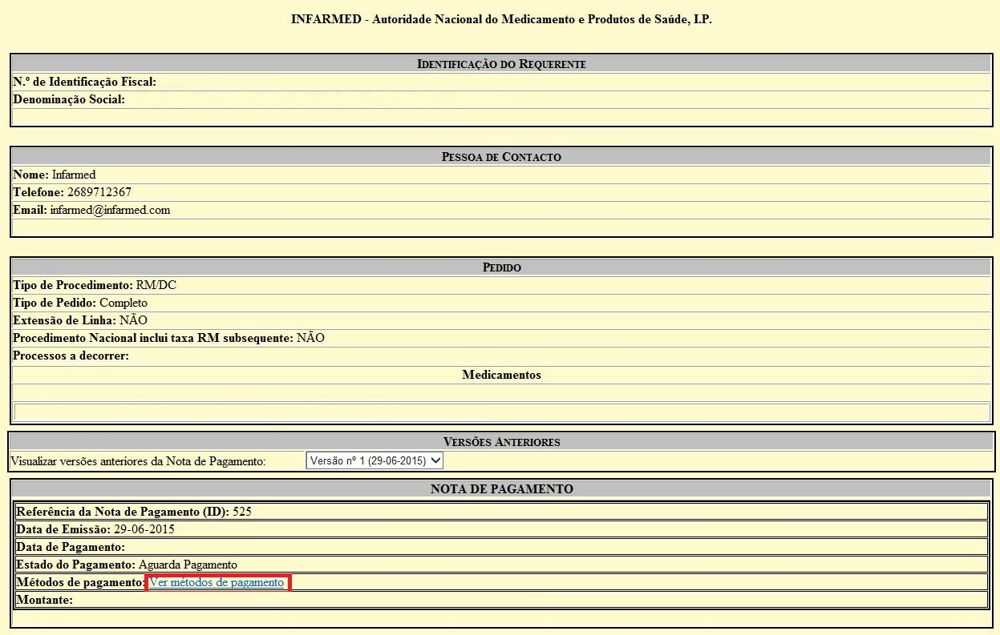 INFARMED - Autoridade Nacional do Medicamento e Produtos de Saúde, I.P.
IDENTIFICAÇÃO DO REQUERENTE
N.º de Identificação Fiscal:
Denominação Social:
PESSOA DE CONTACTO
Nome: Infarmed
Telefone: 2689712367
Email: infarmed@infarmed.com
PEDIDO
Tipo de Procedimento: RM/DC
Tipo de Pedido: Completo
Extensão de Linha: NÃO
Procedimento Nacional inclui taxa RM subsequente: NÃO
Processos a decorrer:
Medicamentos
VERSÕES ANTERIORES
Visualizar versões anteriores da Nota de Pagamento: Versão nº 1 (29-06-2015)
NOTA DE PAGAMENTO
Referência da Nota de Pagamento (ID): 525
Data de Emissão: 29-06-2015
Data de Pagamento:
Estado do Pagamento: Aguarda Pagamento
Métodos de pagamento: Ver métodos de pagamento
Montante: